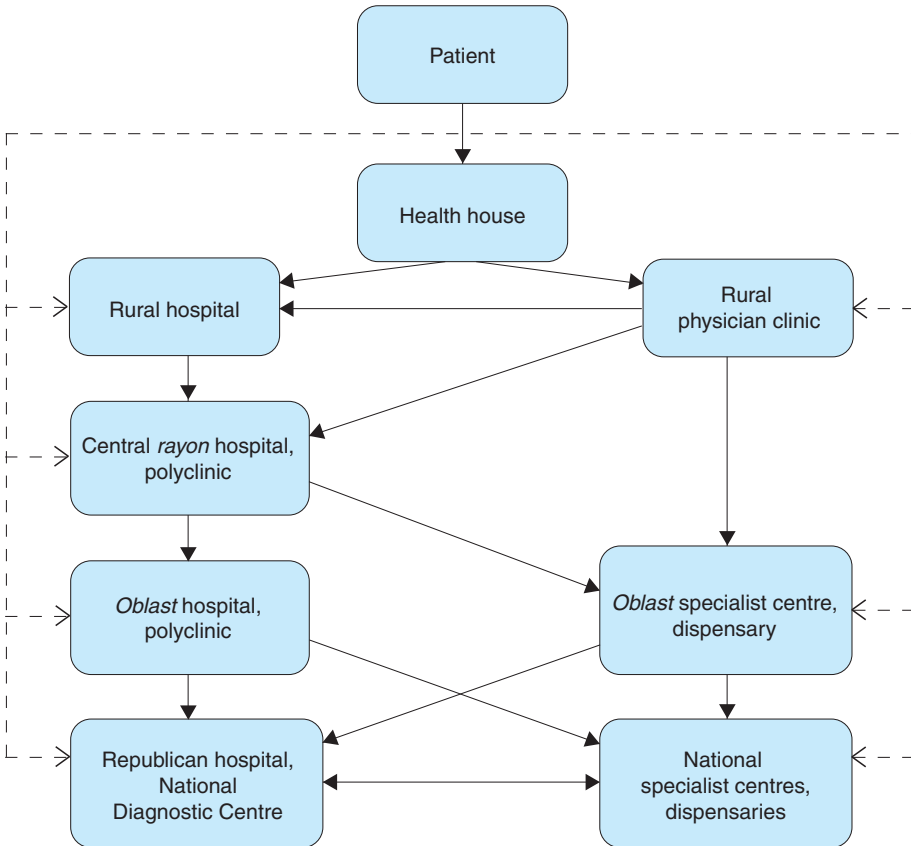 Patient
Health house
Rural hospital
Rural
physician clinic
Central rayon hospital,
polyclinic
Oblast hospital,
polyclinic
Oblast specialist centre,
dispensary
Republican hospital,
National
Diagnostic Centre
National
specialist centres,
dispensaries